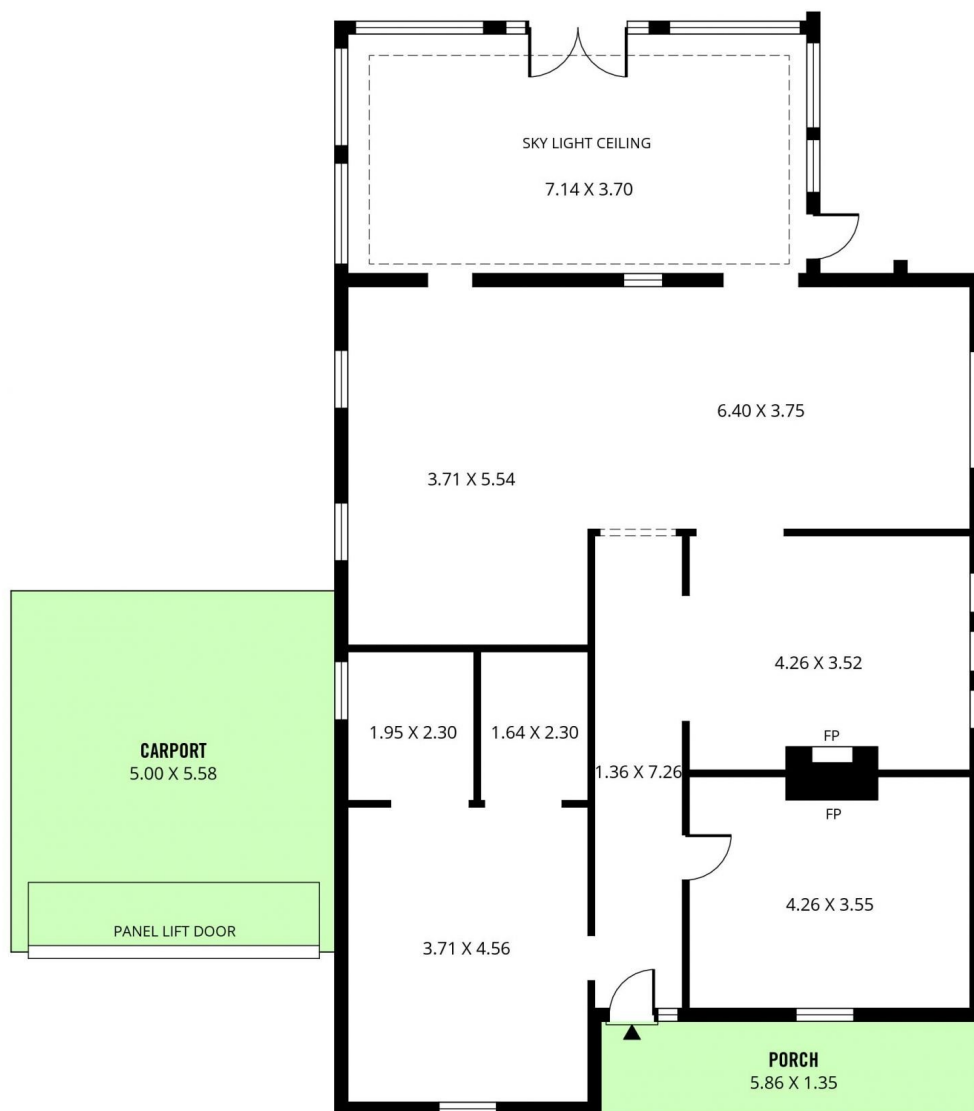 SKY LIGHT CEILING
7.14 X 3.70
6.40 X 3.75
3.71 X 5.54
4.26 X 3.52
1.95 X 2.30
1.64 X 2.30
FP
CARPORT
5.00 X 5.58
1.36 X 7.26
FP
4.26 X 3.55
PANEL LIFT DOOR
3.71 X 4.56
PORCH
5.86 X 1.35